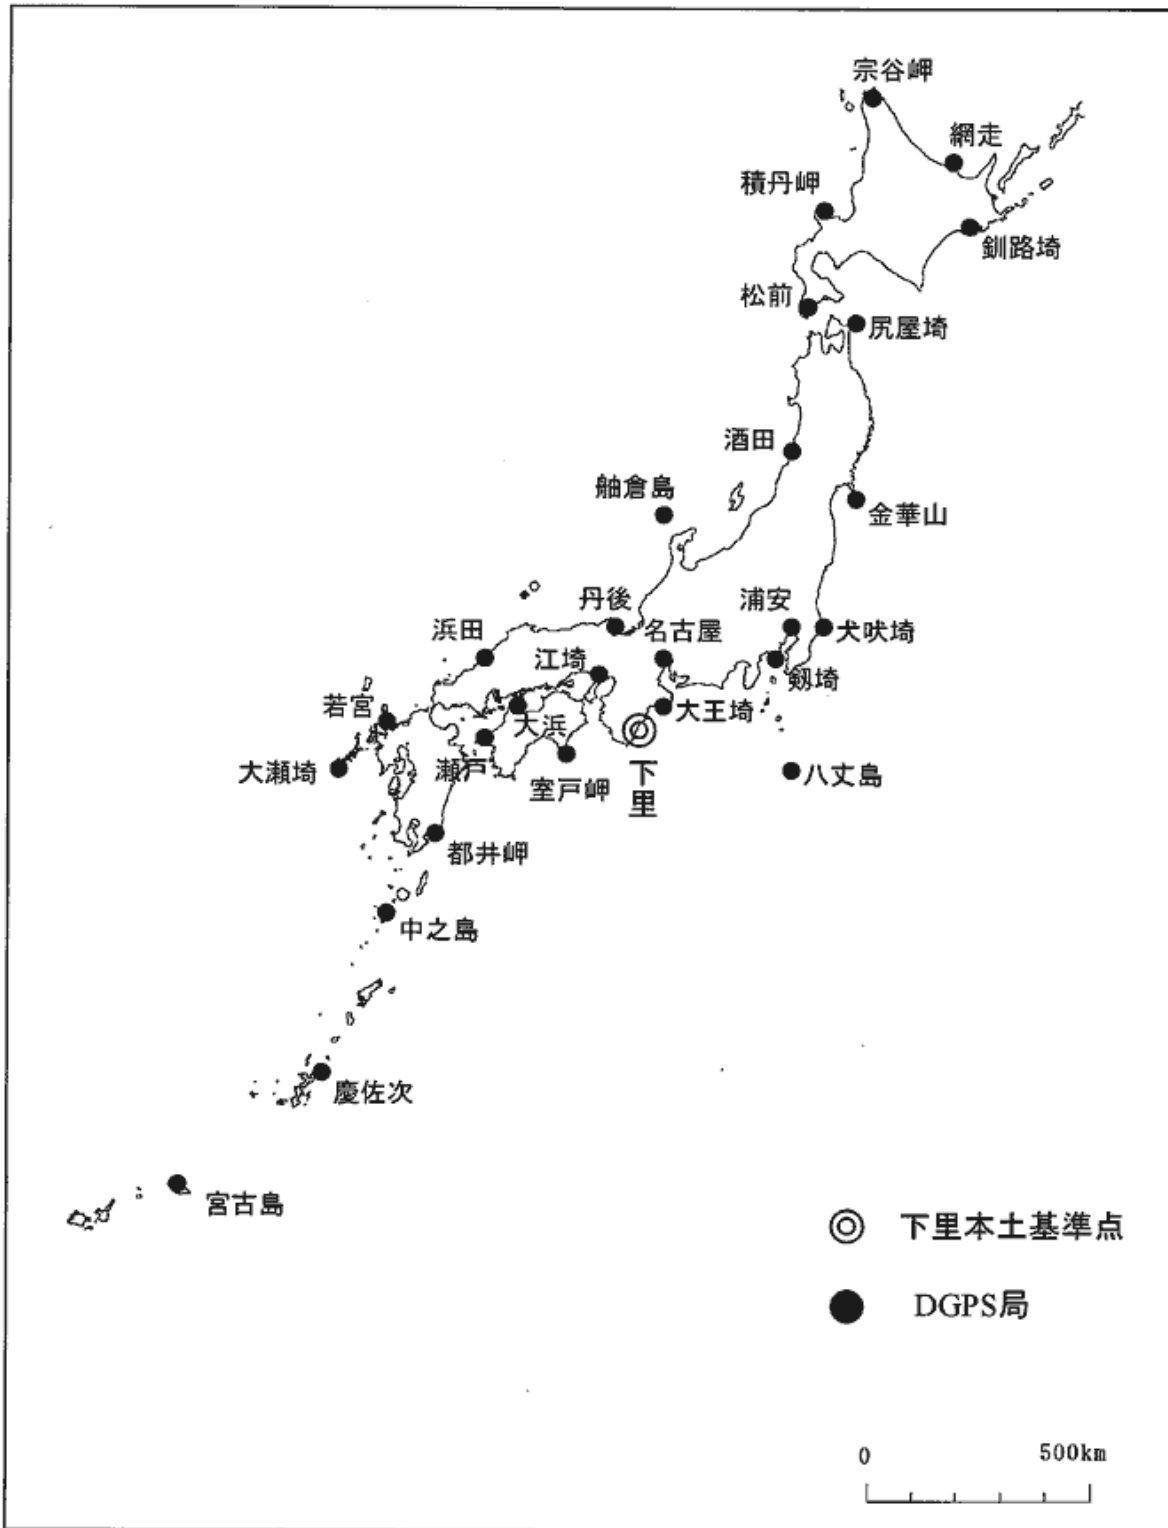 宗谷岬
網走
積丹岬
釧路埼
松前
尻屋埼
酒田
舳倉島
金華山
丹後
浦安
浜田
名古屋
犬吠埼
江埼
剱埼
若宮
大浜
大王埼
大瀬埼
瀬戸
室戸岬
下里
八丈島
都井岬
中之島
慶佐次
宮古島
下里本土基準点
DGPS局
0 500km